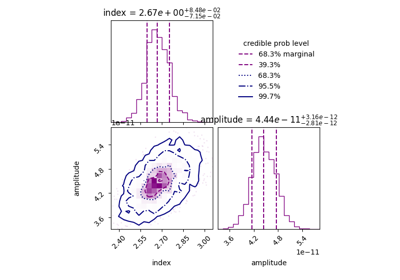 index = 2.67e+00+8.48e-02 -7.15e-02
credible prob level
68.3% marginal
39.3%
68.3%
95.5%
99.7%
1e-11
amplitude = 4.44e-11+3.16e-12 -2.81e-12
amplitude
5.4
4.8
4.2
3.6
2.40
2.55
2.70
2.85
3.00
index
3.6
4.2
4.8
5.4
1e-11
amplitude